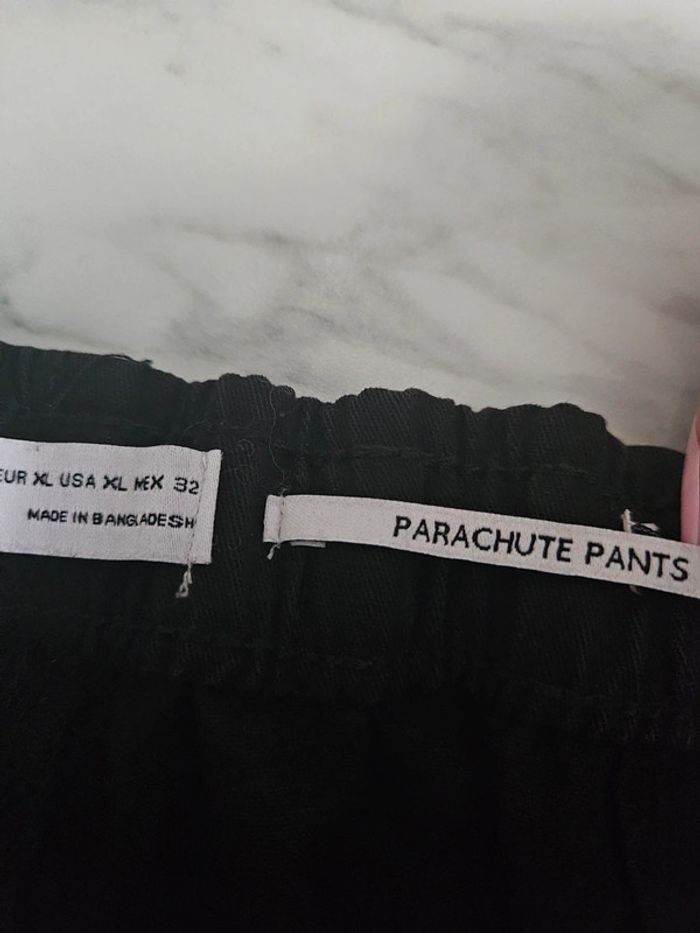 EUR XL USA XL MEX 32
MADE IN BANGLADESH
PARACHUTE PANTS